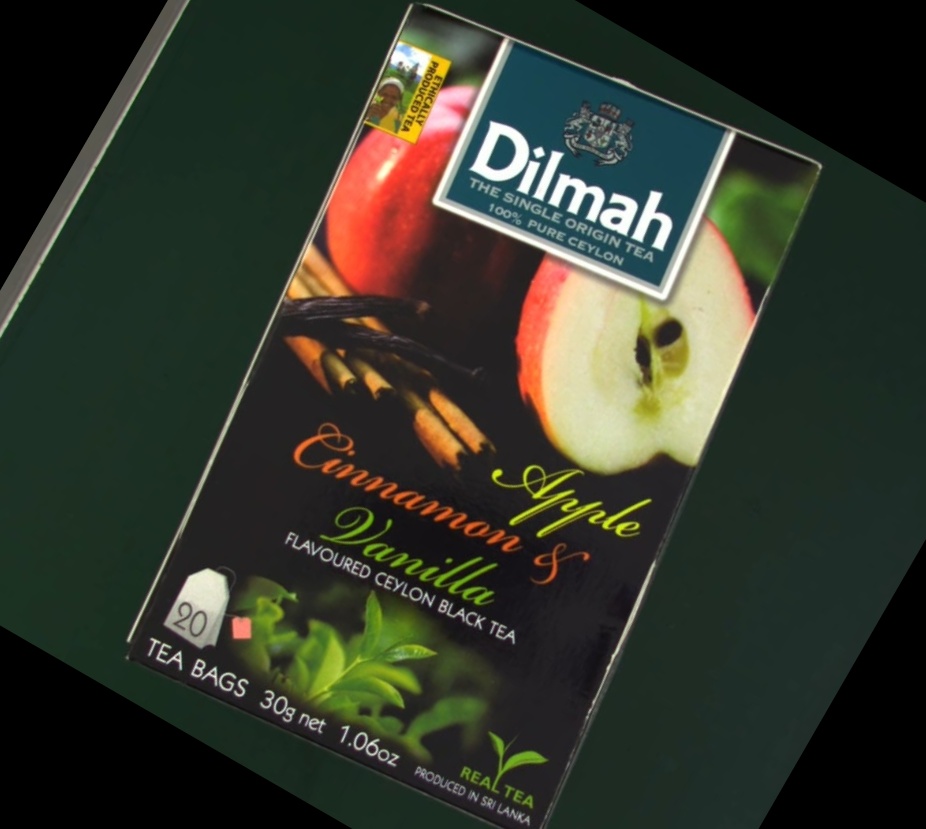 ETHICALLY
PRODUCED TEA
Dilmah
THE SINGLE ORIGIN TEA
100% PURE CEYLON
Apple
Cinnamon &
Vanilla
FLAVOURED CEYLON BLACK TEA
20
TEA BAGS 30g net 1.06oz
REAL TEA
PRODUCED IN SRI LANKA